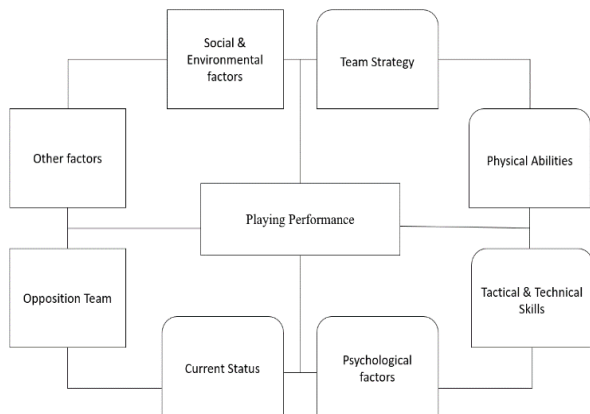 Social &
Environmental
factors
Team Strategy
Other factors
Physical Abilities
Playing Performance
Opposition Team
Tactical & Technical
Skills
Current Status
Psychological
factors